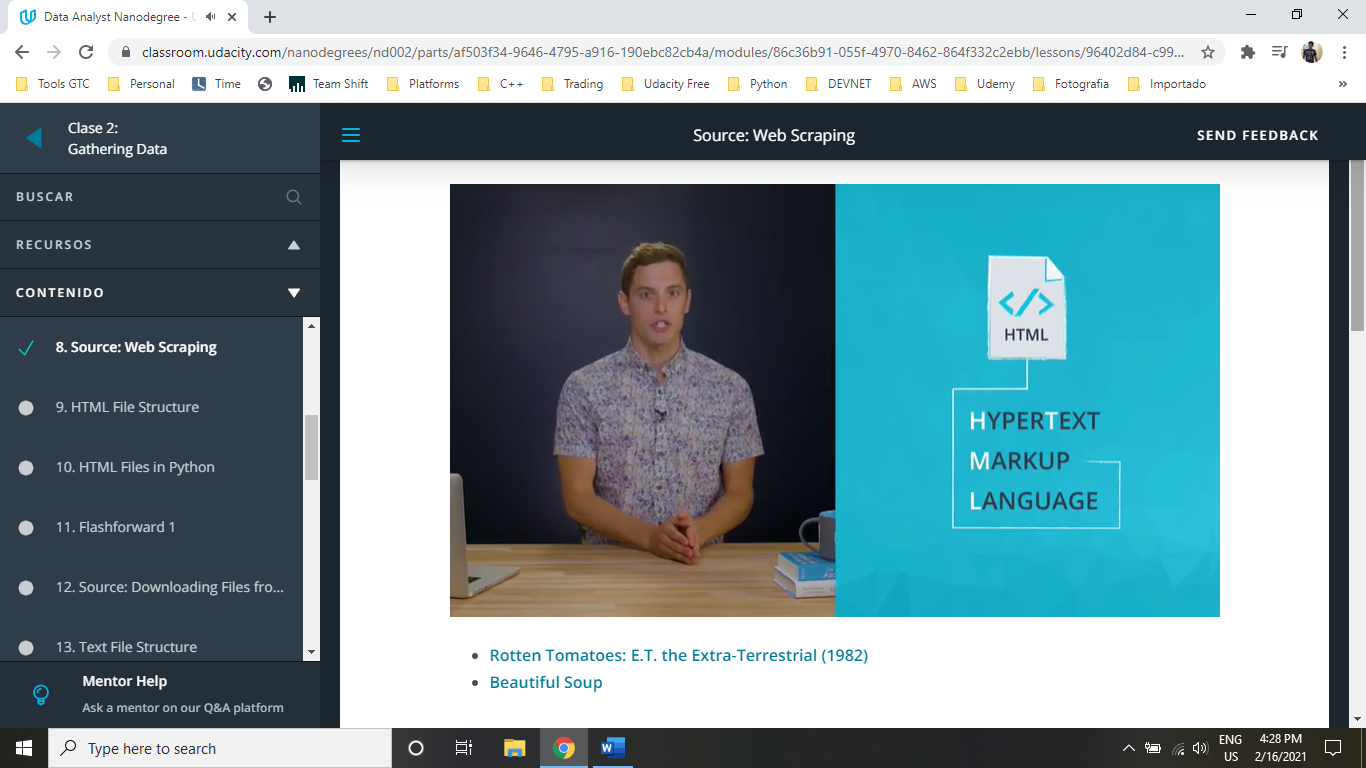 Data Analyst Nanodegree - U
classroom.udacity.com/nanodegrees/nd002/parts/af503f34-9646-4795-a916-190ebc82cb4a/modules/86c36b91-055f-4970-8462-864f332c2ebb/lessons/96402d84-c99...
Tools GTC Personal Time Team Shift Platforms C++ Trading Udacity Free Python DEVNET AWS Udemy Fotografia Importado »
Clase 2:
Gathering Data
Source: Web Scraping
SEND FEEDBACK
BUSCAR
RECURSOS
CONTENIDO
8. Source: Web Scraping
9. HTML File Structure
10. HTML Files in Python
11. Flashforward 1
12. Source: Downloading Files fro...
13. Text File Structure
Mentor Help
Ask a mentor on our Q&A platform
</>
HTML
HYPERTEXT
MARKUP
LANGUAGE
Rotten Tomatoes: E.T. the Extra-Terrestrial (1982)
Beautiful Soup
Type here to search
W
ENG
US
4:28 PM
2/16/2021